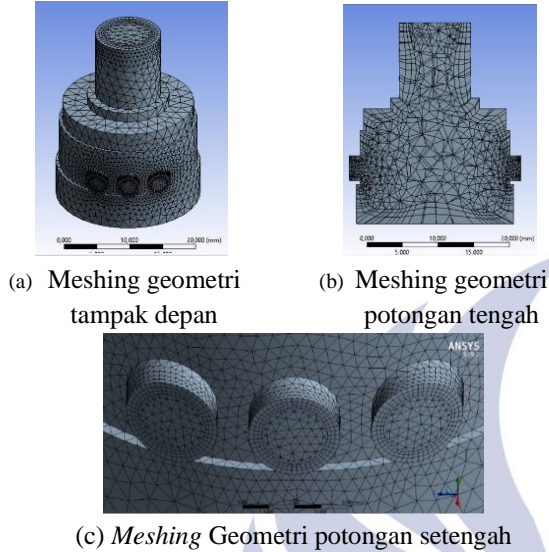 0,000 10,000 20,000 (mm)
(a) Meshing geometri
tampak depan
0,000 10,000 20,000 (mm)
5,000 15,000
(b) Meshing geometri
potongan tengah
ANSYS
(c) Meshing Geometri potongan setengah